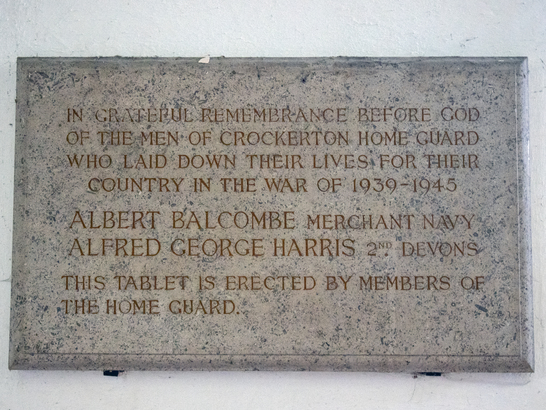 IN GRATEFUL REMEMBRANCE BEFORE GOD
OF THE MEN OF CROCKERTON HOME GUARD
WHO LAID DOWN THEIR LIVES FOR THEIR
COUNTRY IN THE WAR OF 1939-1945
ALBERT BALCOMBE MERCHANT NAVY
ALFRED GEORGE HARRIS 2ND DEVONS
THIS TABLET IS ERECTED BY MEMBERS OF
THE HOME GUARD.